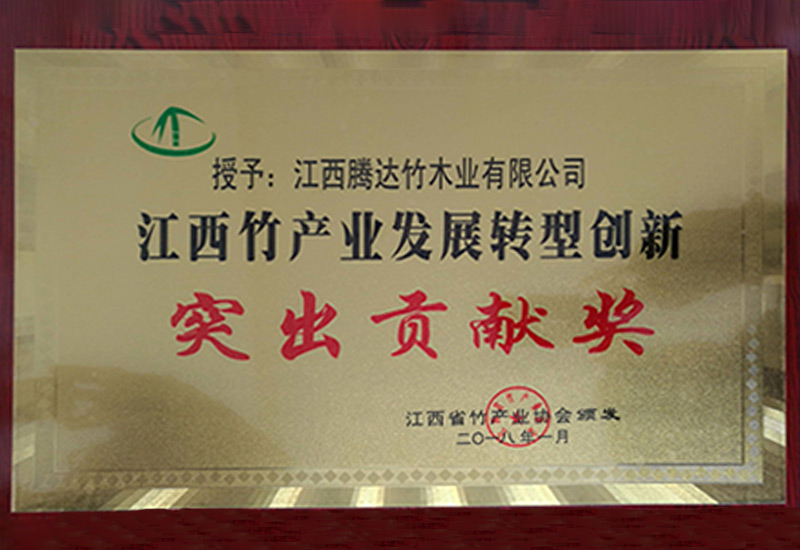 授予：江西腾达竹木业有限公司
江西竹产业发展转型创新
突出贡献奖
江西省竹产业协会颁发
二〇一八年一月